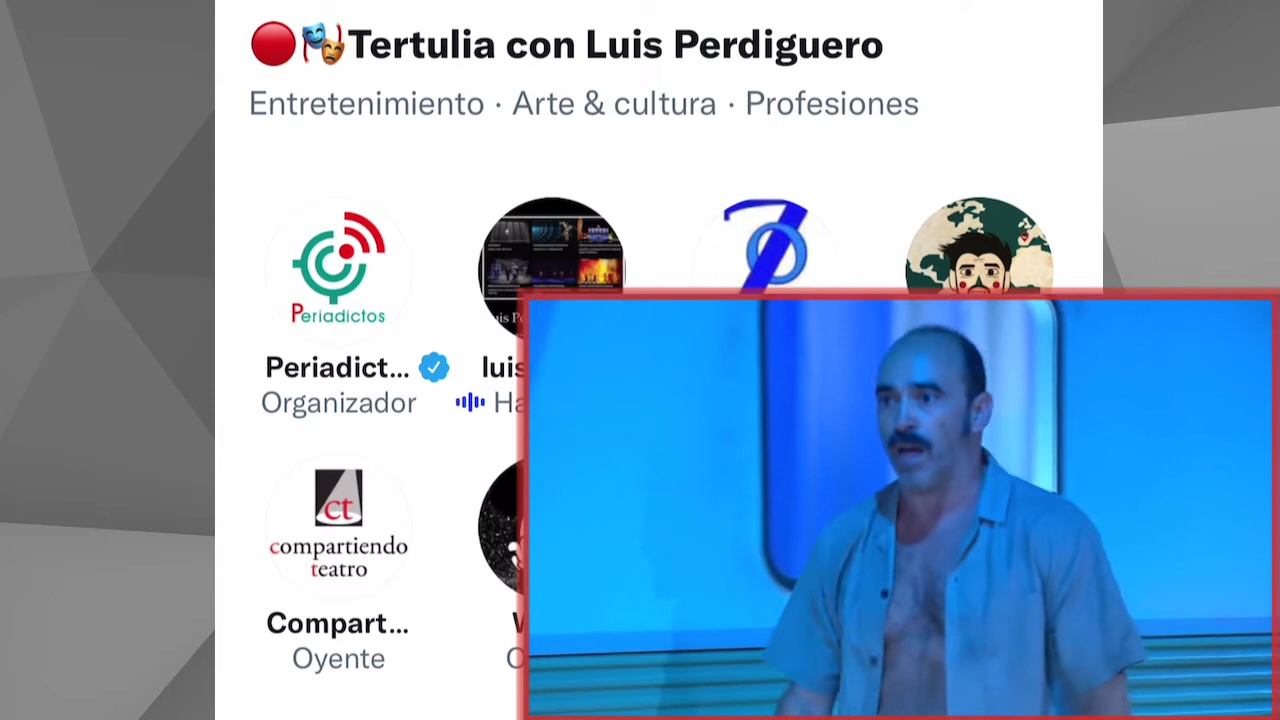 Tertulia con Luis Perdiguero
Entretenimiento · Arte & cultura · Profesiones
Periadictos
Periadict...
luis
Organizador
Ha
ct
compartiendo
teatro
Compart...
Oyente